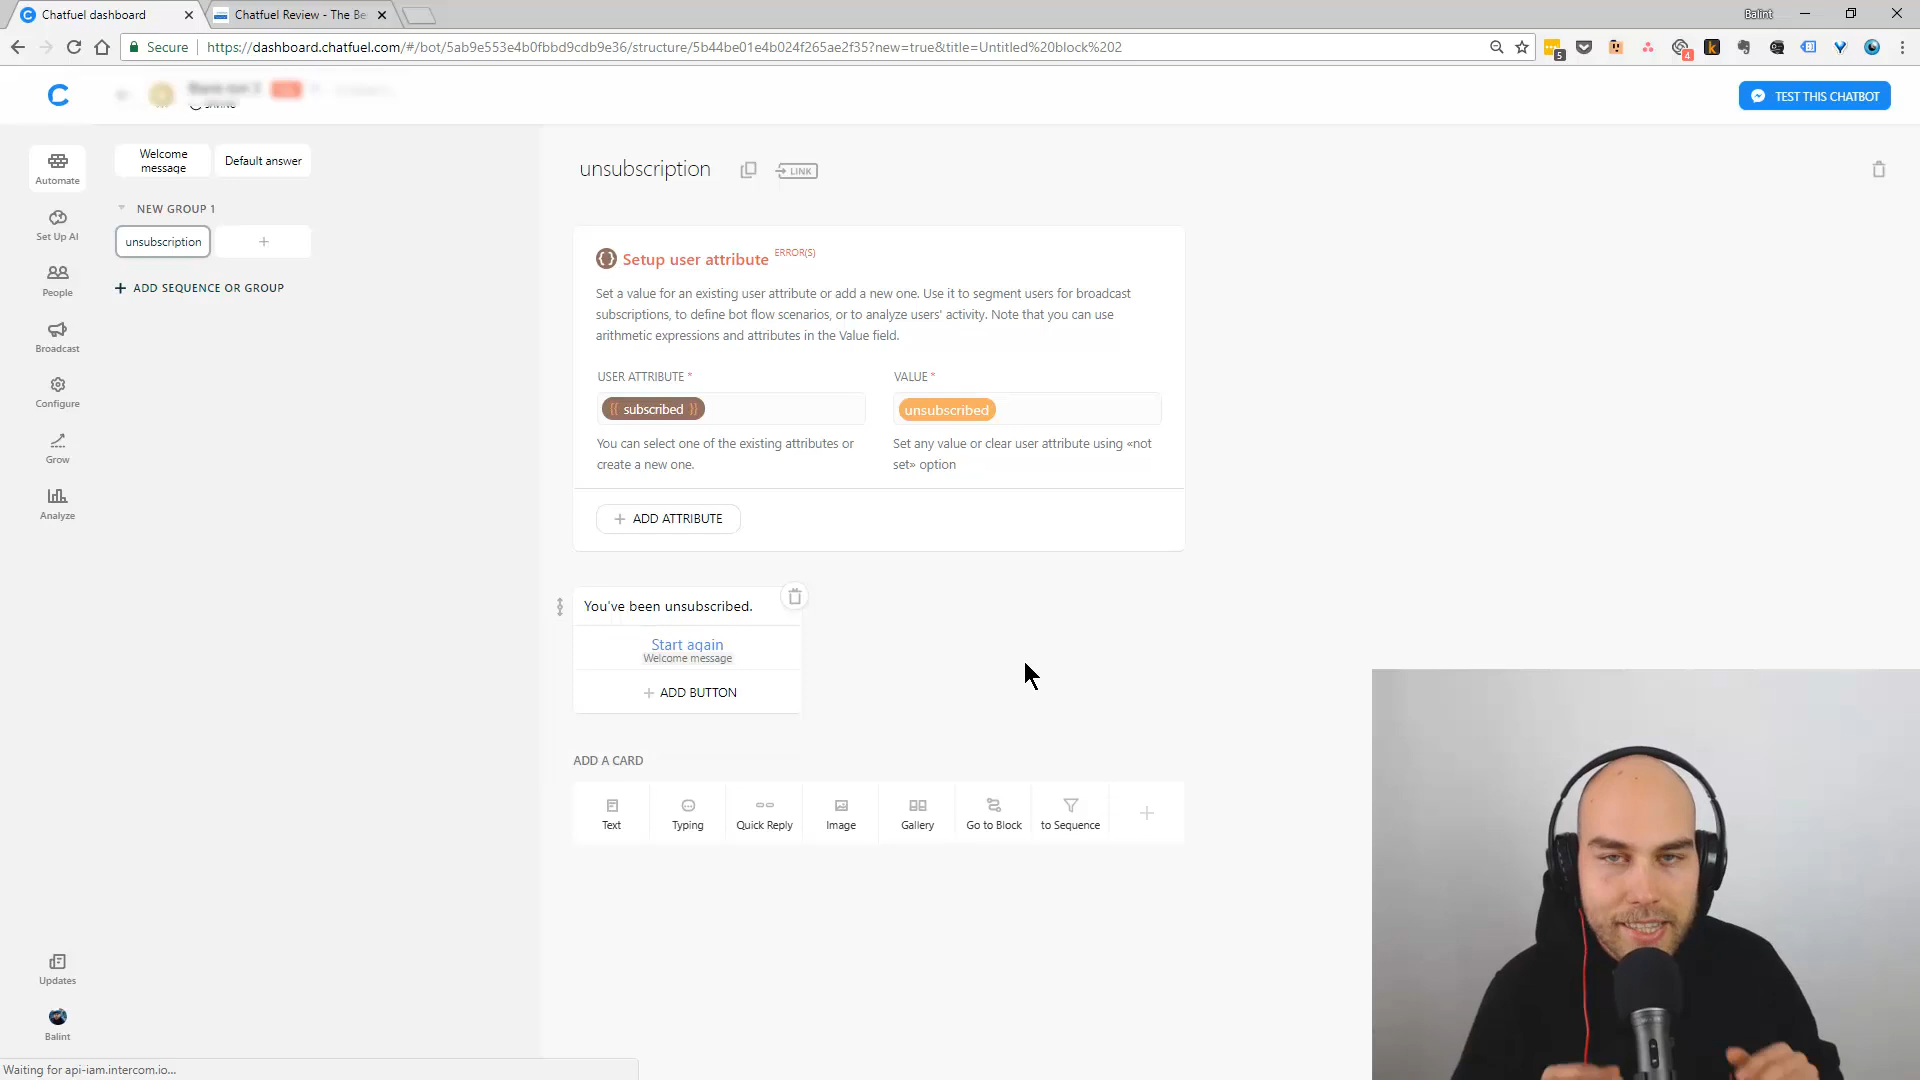 Chatfuel dashboard
Chatfuel Review - The Be
Balint
Secure
https://dashboard.chatfuel.com/#/bot/5ab9e553e4b0fbbd9cdb9e36/structure/5b44be01e4b024f265ae2f35?new=true&title=Untitled%20block%202
5
4
TEST THIS CHATBOT
Automate
Set Up AI
People
Broadcast
Configure
Grow
Analyze
Updates
Balint
Welcome
message
Default answer
NEW GROUP 1
unsubscription
+ ADD SEQUENCE OR GROUP
unsubscription
LINK
Setup user attribute ERROR(S)
Set a value for an existing user attribute or add a new one. Use it to segment users for broadcast
subscriptions, to define bot flow scenarios, or to analyze users' activity. Note that you can use
arithmetic expressions and attributes in the Value field.
USER ATTRIBUTE *
{{ subscribed }}
You can select one of the existing attributes or
create a new one.
VALUE *
unsubscribed
Set any value or clear user attribute using «not
set» option
+ ADD ATTRIBUTE
You've been unsubscribed.
Start again
Welcome message
+ ADD BUTTON
ADD A CARD
Text
Typing
Quick Reply
Image
Gallery
Go to Block
to Sequence
Waiting for api-iam.intercom.io...